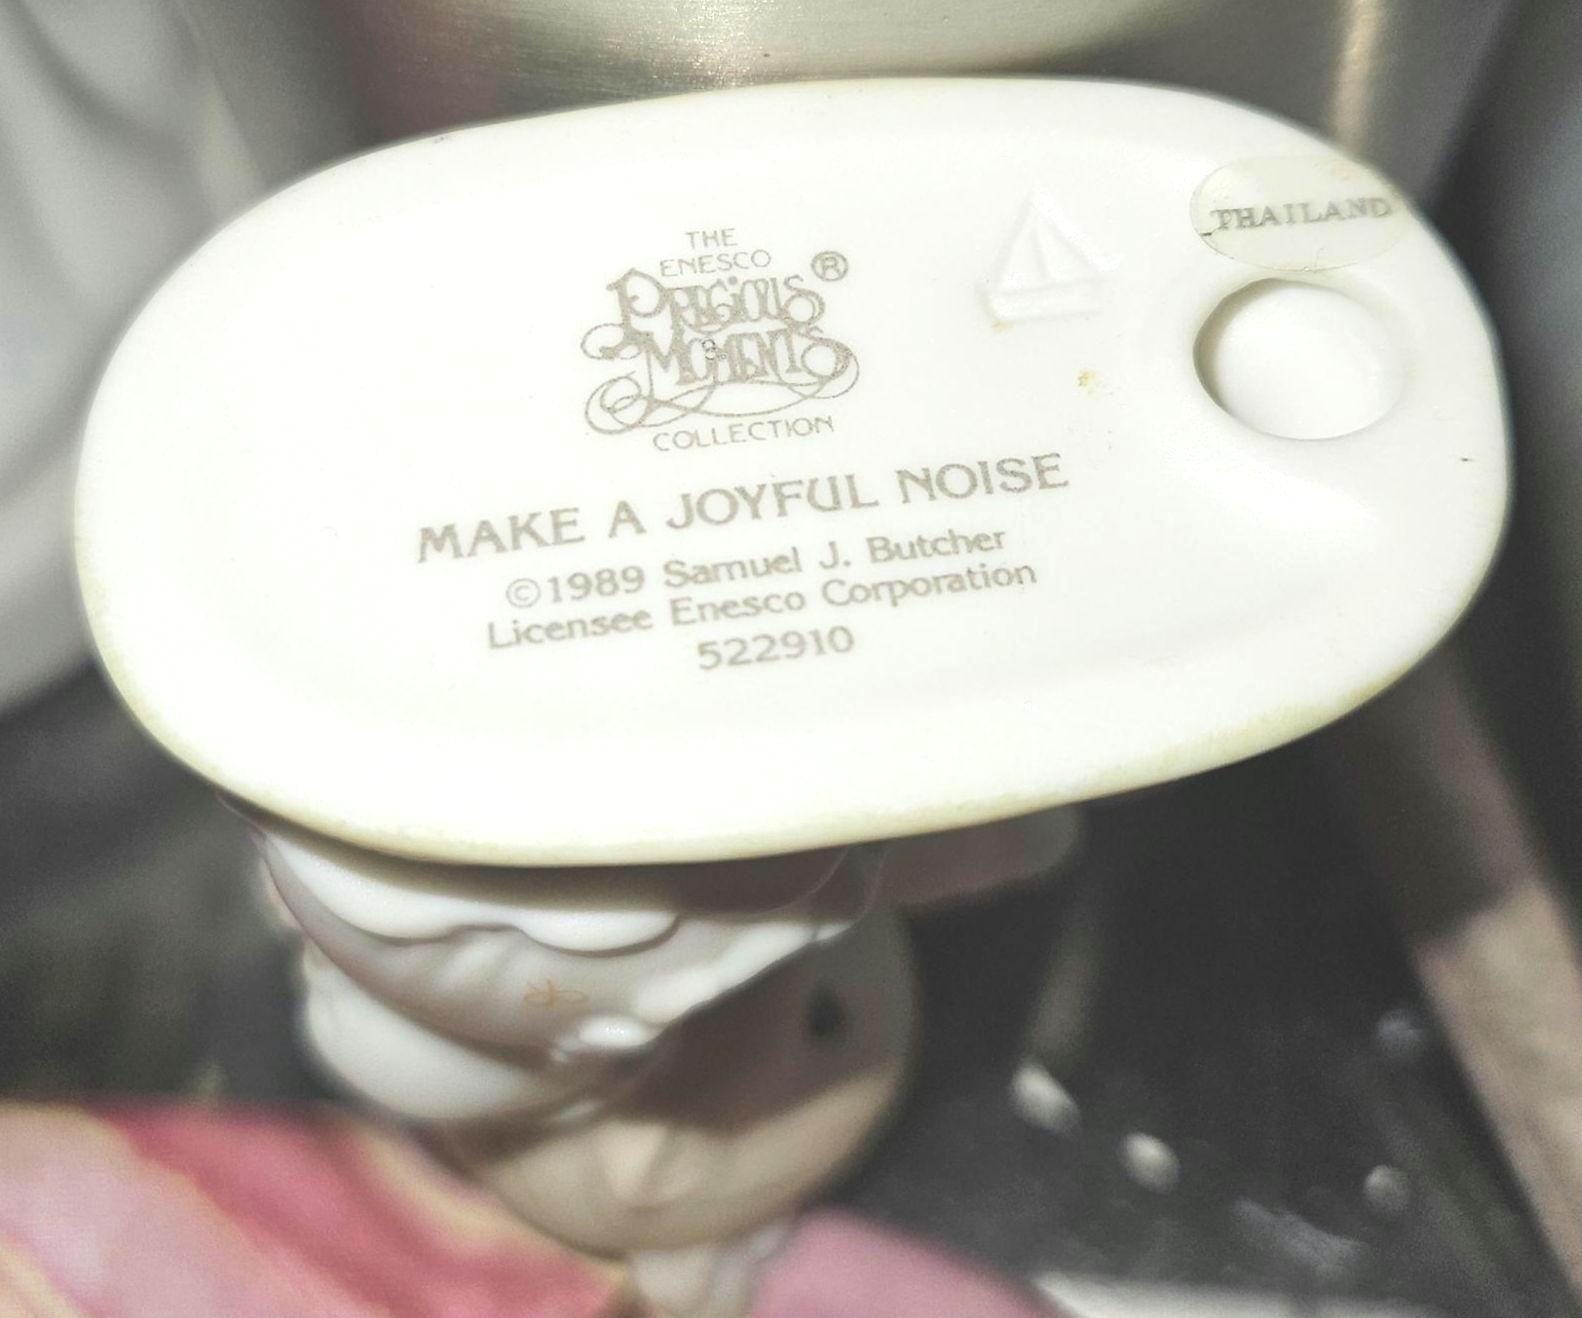 THE
ENESCO
PRECIOUS ®
MOMENTS
COLLECTION
THAILAND
MAKE A JOYFUL NOISE
©1989 Samuel J. Butcher
Licensee Enesco Corporation
522910